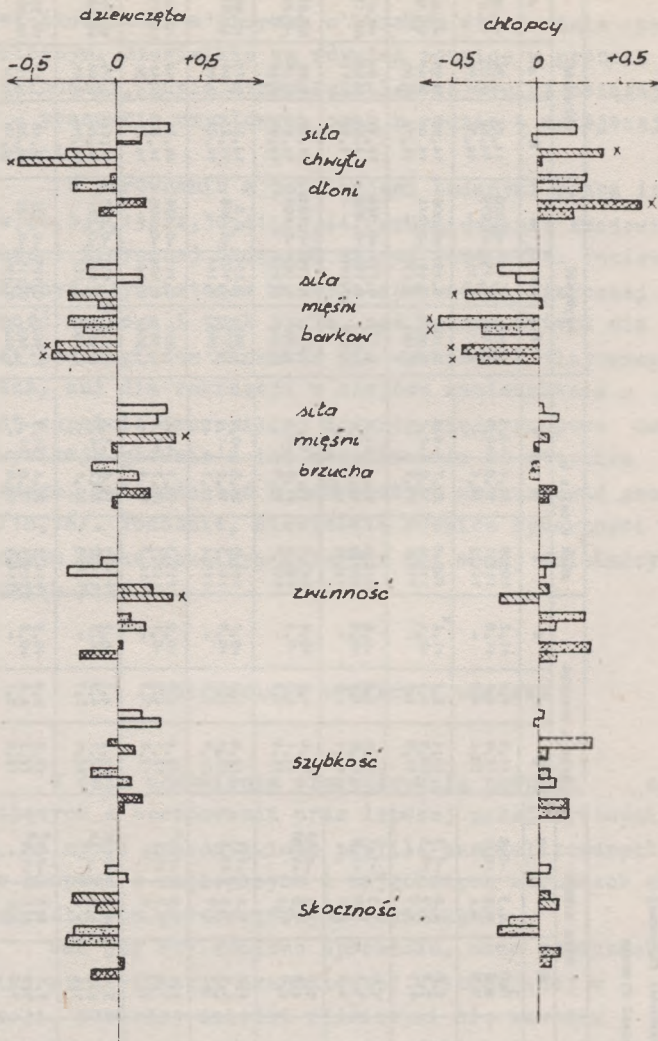 dziewczęta
chłopcy
-0,5 0 +0,5
-0,5 0 +0,5
siła
x
chwytu
x
dłoni
x
siła
x
mięśni
x
barków
x
x
x
x
x
siła
mięśni
x
brzucha
zwinność
x
szybkość
skoczność